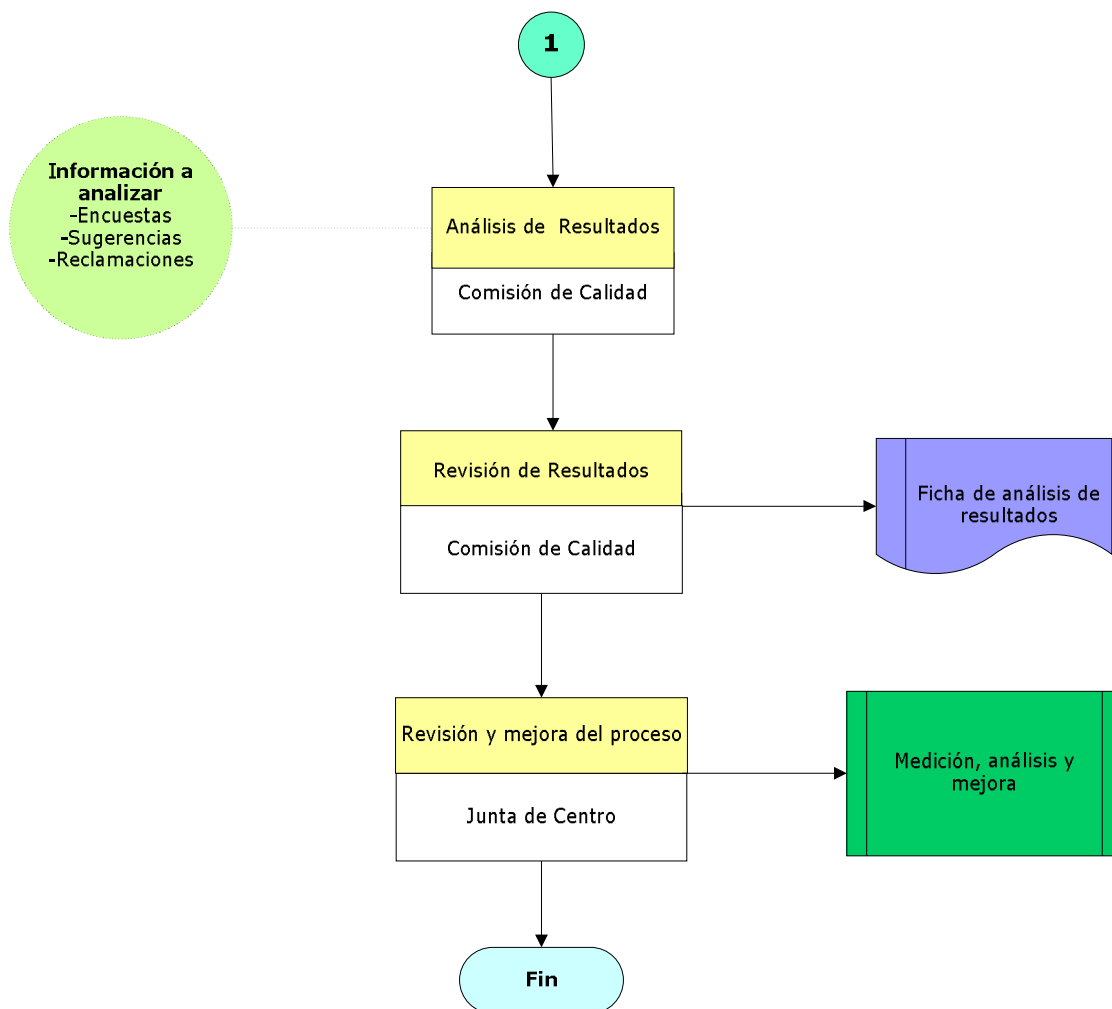 1
Información a
analizar
-Encuestas
-Sugerencias
-Reclamaciones
Análisis de  Resultados
Comisión de Calidad
Revisión de Resultados
Comisión de Calidad
Ficha de análisis de
resultados
Revisión y mejora del proceso
Junta de Centro
Medición, análisis y
mejora
Fin